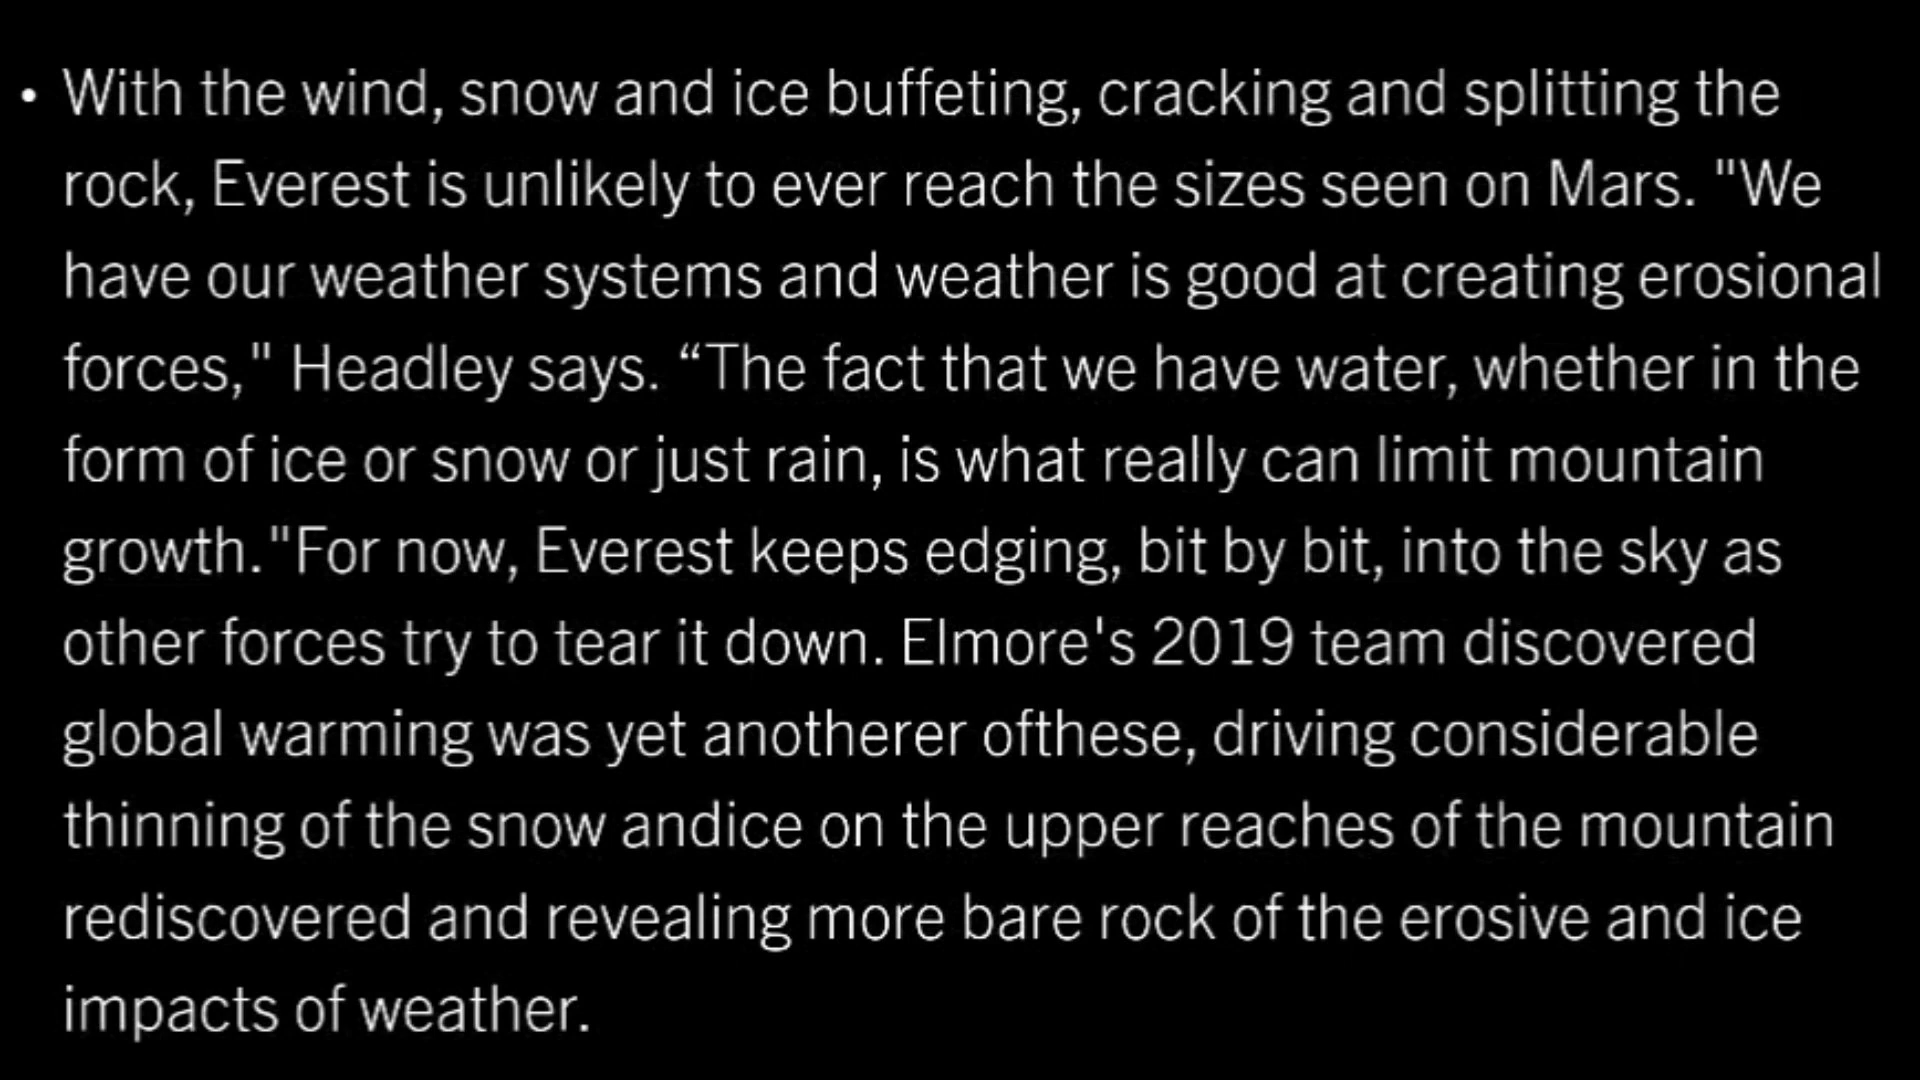 • With the wind, snow and ice buffeting, cracking and splitting the
rock, Everest is unlikely to ever reach the sizes seen on Mars. "We
have our weather systems and weather is good at creating erosional
forces," Headley says. “The fact that we have water, whether in the
form of ice or snow or just rain, is what really can limit mountain
growth."For now, Everest keeps edging, bit by bit, into the sky as
other forces try to tear it down. Elmore's 2019 team discovered
global warming was yet anotherer ofthese, driving considerable
thinning of the snow andice on the upper reaches of the mountain
rediscovered and revealing more bare rock of the erosive and ice
impacts of weather.